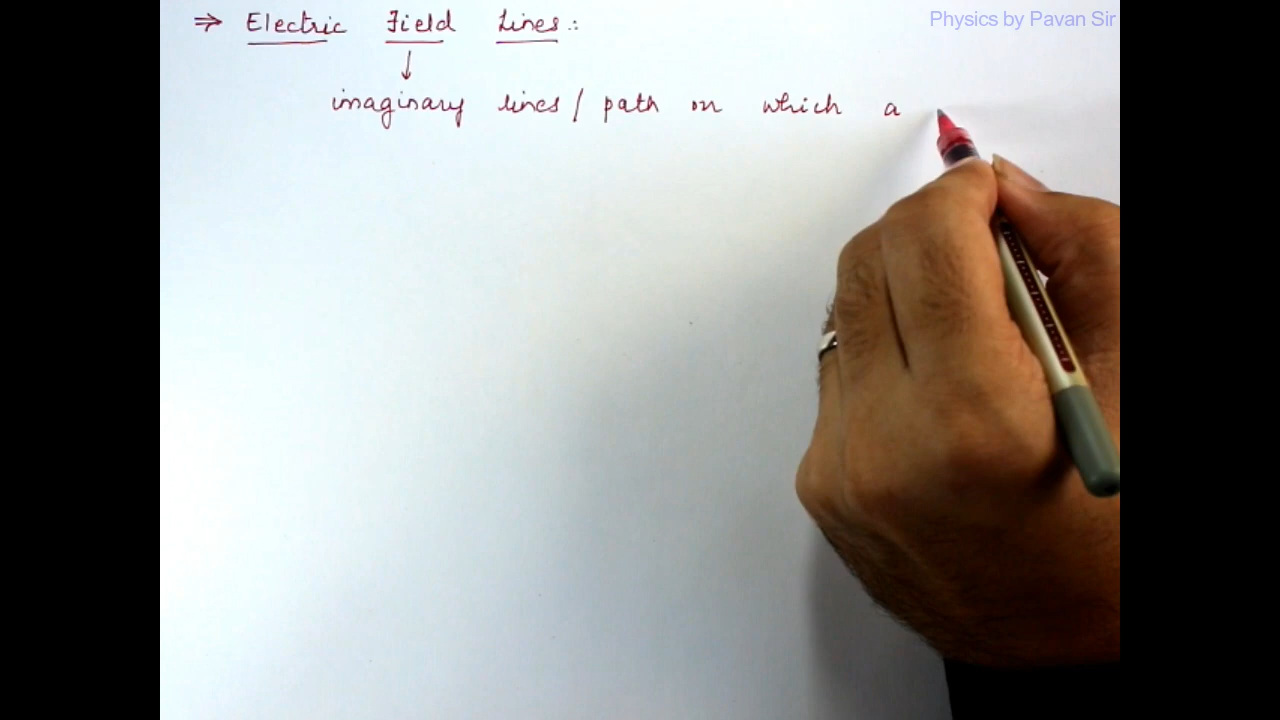 Physics by Pavan Sir
⇒ Electric Field Lines :
↓
imaginary lines / path on which a